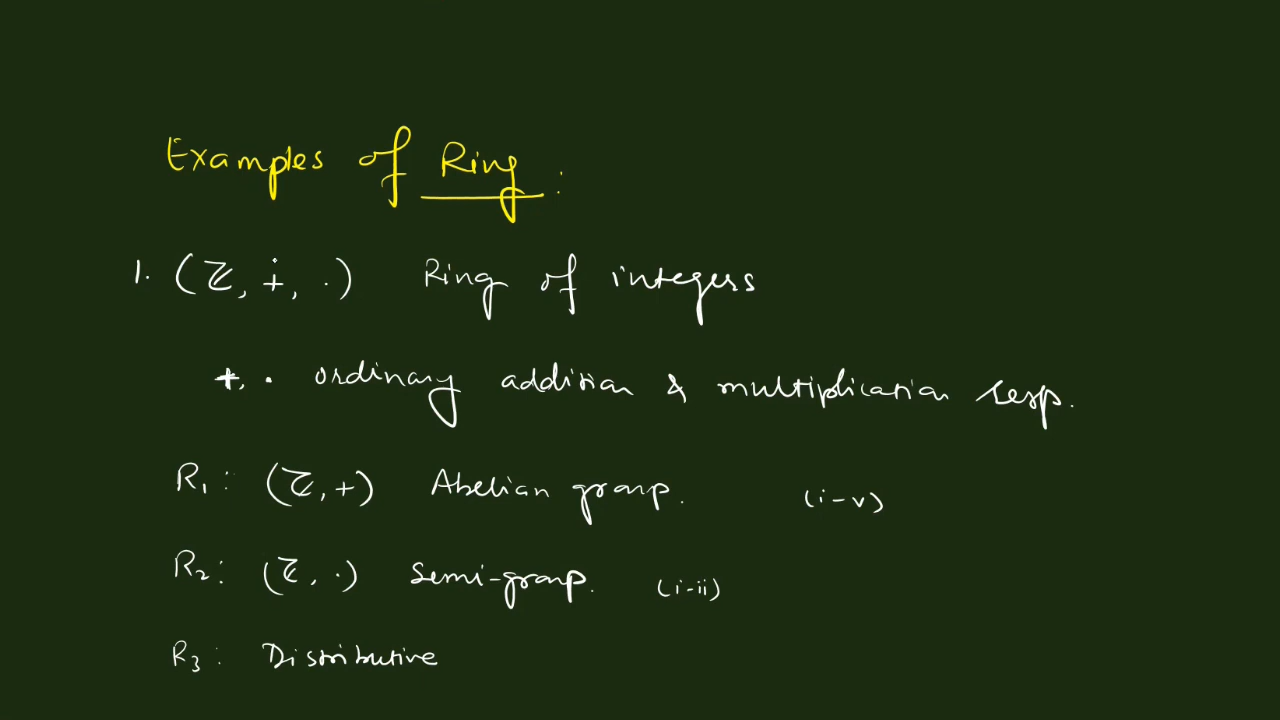 Examples of Ring :
1. (ℤ, +, ·) Ring of integers
+, · ordinary addition & multiplication resp.
R₁ : (ℤ, +) Abelian group. (i-v)
R₂ : (ℤ, ·) Semi-group. (i-ii)
R₃ : Distributive